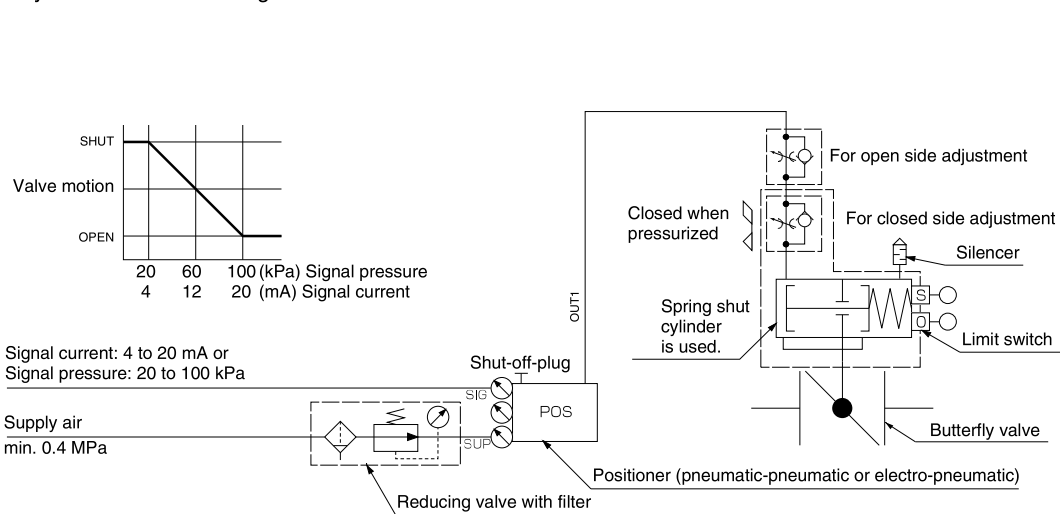 SHUT
Valve motion
OPEN
20 60 100 (kPa) Signal pressure
4 12 20 (mA) Signal current
For open side adjustment
Closed when
pressurized
For closed side adjustment
Silencer
OUT1
Spring shut
cylinder
is used.
S
O
Limit switch
Signal current: 4 to 20 mA or
Signal pressure: 20 to 100 kPa
Shut-off-plug
SIG
POS
Supply air
SUP
min. 0.4 MPa
Butterfly valve
Positioner (pneumatic-pneumatic or electro-pneumatic)
Reducing valve with filter